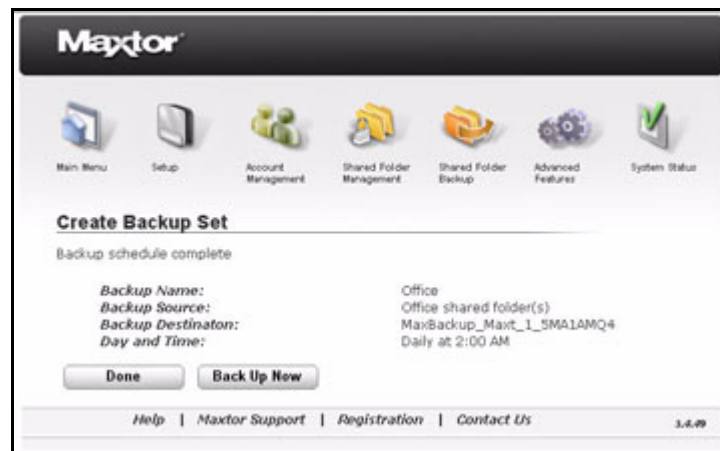 Maxtor
Main Menu
Setup
Account Management
Shared Folder Management
Shared Folder Backup
Advanced Features
System Status
Create Backup Set
Backup schedule complete
Backup Name: Office
Backup Source: Office shared folder(s)
Backup Destinaton: MaxBackup_Maxt_1_5MA1AMQ4
Day and Time: Daily at 2:00 AM
Done Back Up Now
Help | Maxtor Support | Registration | Contact Us